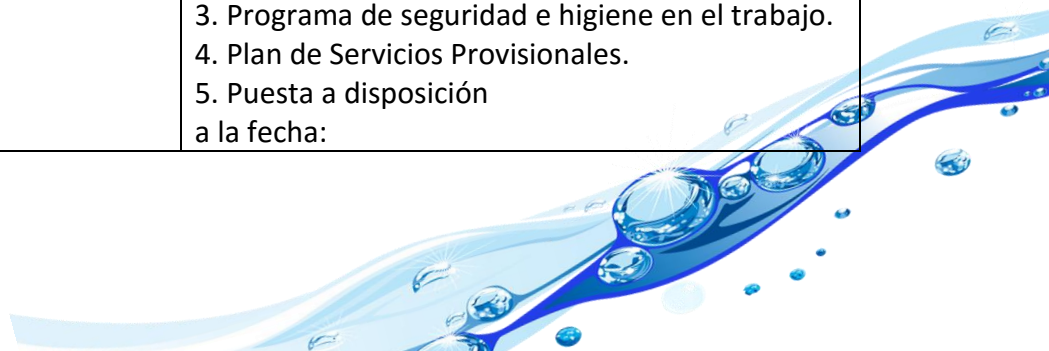 3. Programa de seguridad e higiene en el trabajo.
4. Plan de Servicios Provisionales.
5. Puesta a disposición
a la fecha: